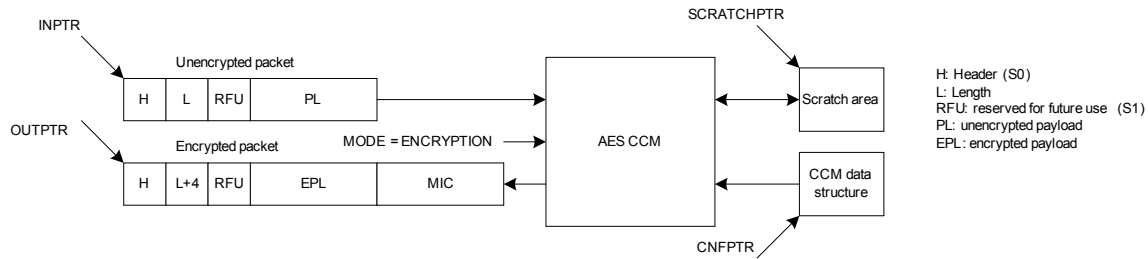 SCRATCHPTR
INPTR
Unencrypted packet
H L RFU PL
OUTPTR
Encrypted packet
H L+4 RFU EPL MIC
MODE = ENCRYPTION
AES CCM
Scratch area
CCM data
structure
CNFPTR
H: Header (S0)
L: Length
RFU: reserved for future use (S1)
PL: unencrypted payload
EPL: encrypted payload